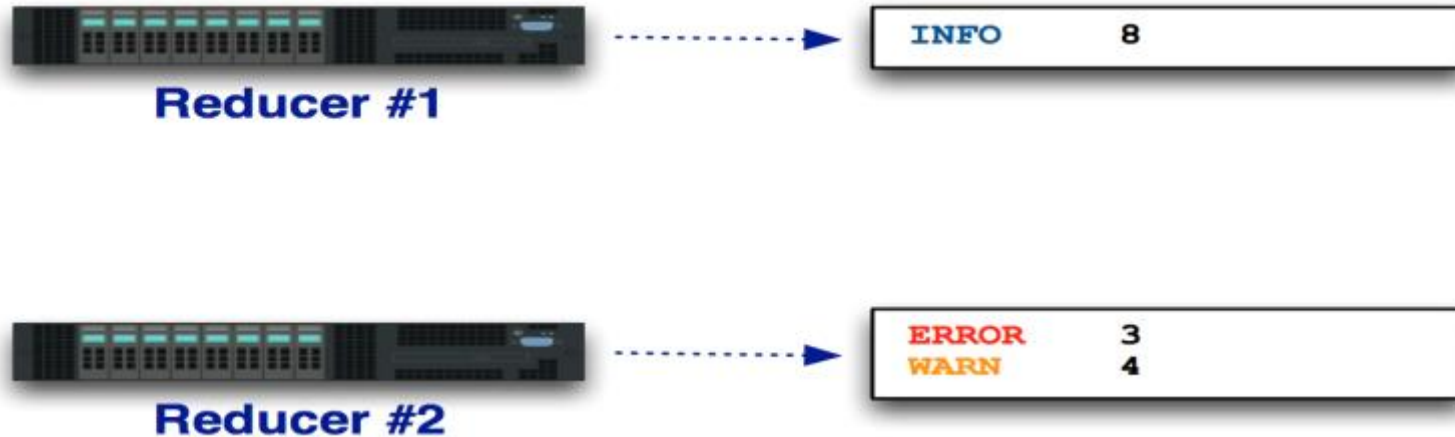 INFO 8
Reducer #1
ERROR 3
WARN 4
Reducer #2